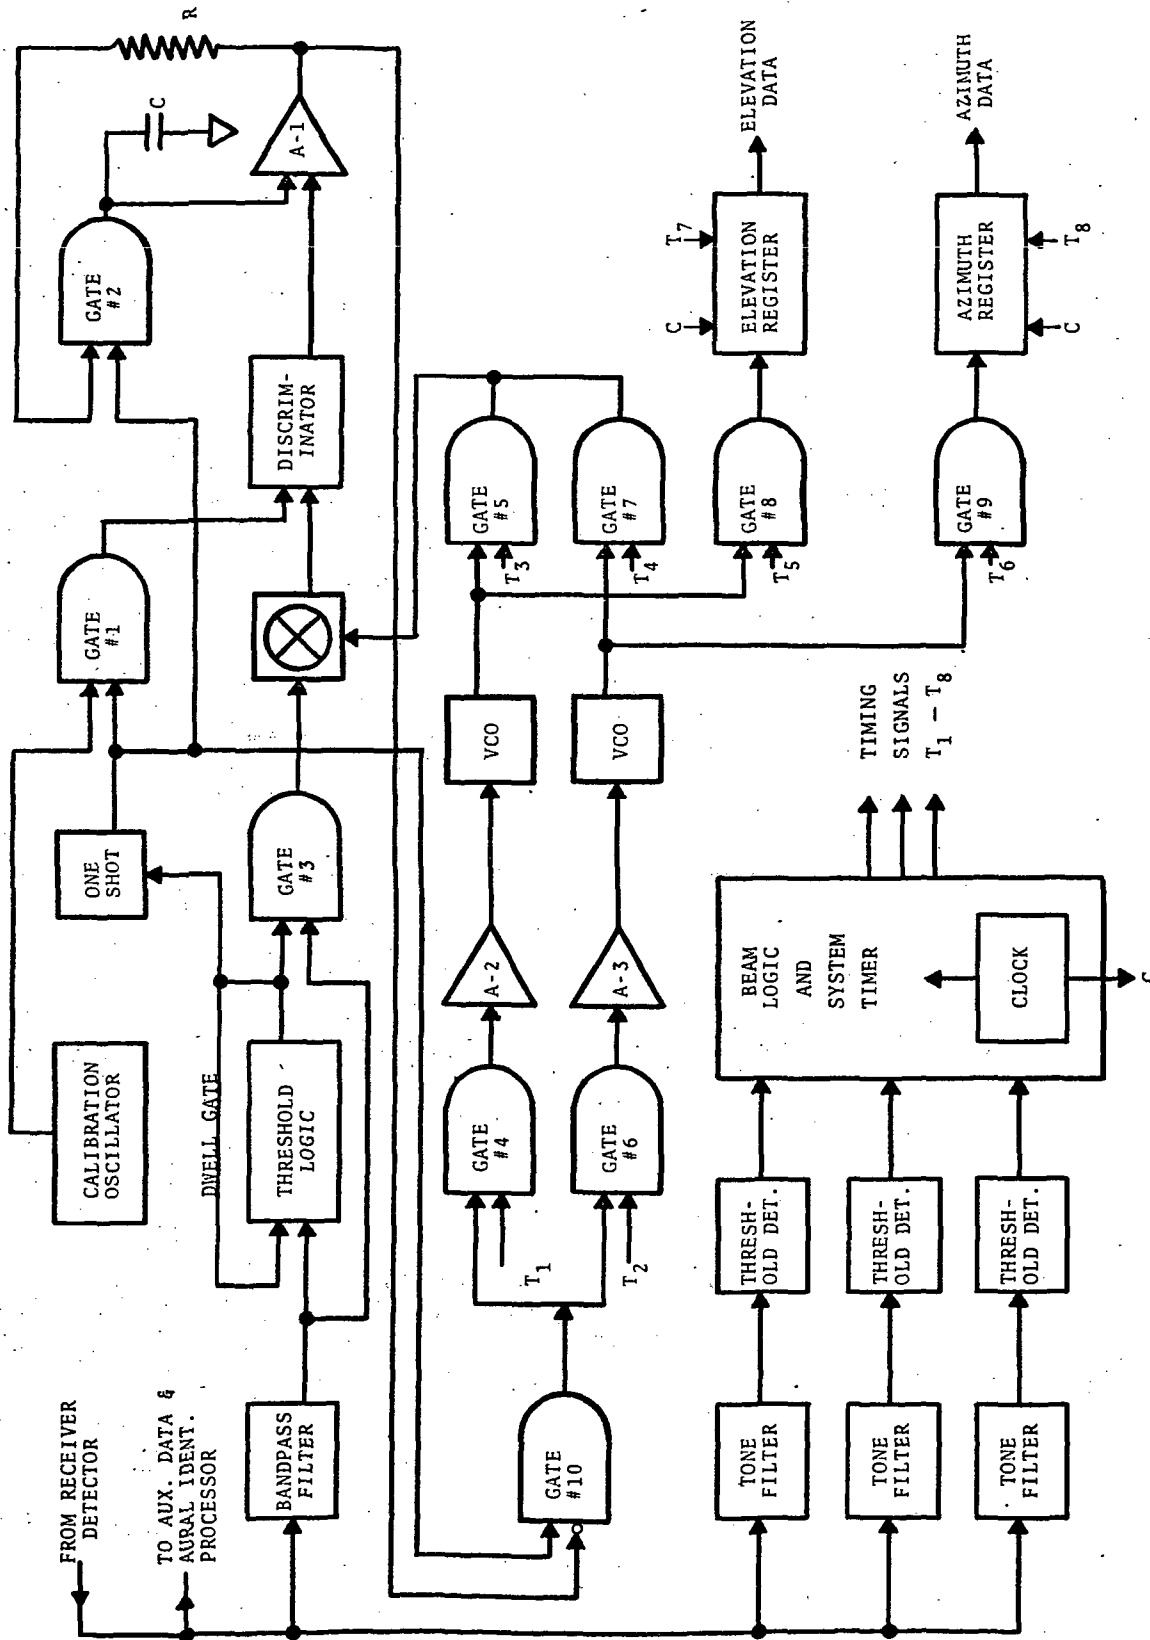 FROM RECEIVER
DETECTOR
TO AUX. DATA &
AURAL IDENT.
PROCESSOR
CALIBRATION
OSCILLATOR
ONE
SHOT
GATE
#1
GATE
#2
C
R
A-1
DWELL GATE
BANDPASS
FILTER
THRESHOLD
LOGIC
GATE
#3
DISCRIM-
INATOR
GATE
#10
T1
T2
GATE
#4
GATE
#6
A-2
A-3
VCO
VCO
T3
GATE
#5
T4
GATE
#7
T5
GATE
#8
T6
GATE
#9
C
T7
ELEVATION
REGISTER
ELEVATION
DATA
AZIMUTH
REGISTER
C
T8
AZIMUTH
DATA
TONE
FILTER
THRESH-
OLD DET.
TONE
FILTER
THRESH-
OLD DET.
TONE
FILTER
THRESH-
OLD DET.
BEAM
LOGIC
AND
SYSTEM
TIMER
CLOCK
C
TIMING
SIGNALS
T1 — T8